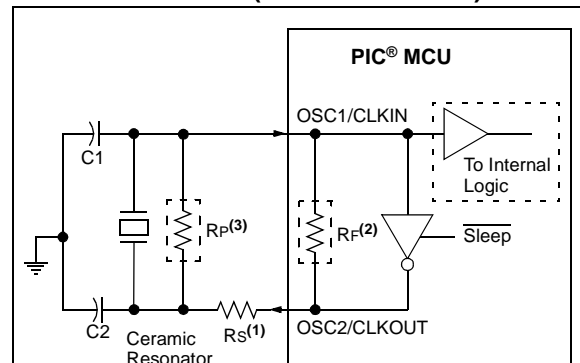 PIC® MCU
OSC1/CLKIN
C1
To Internal
Logic
RP(3)
RF(2)
Sleep
C2
RS(1)
OSC2/CLKOUT
Ceramic
Resonator